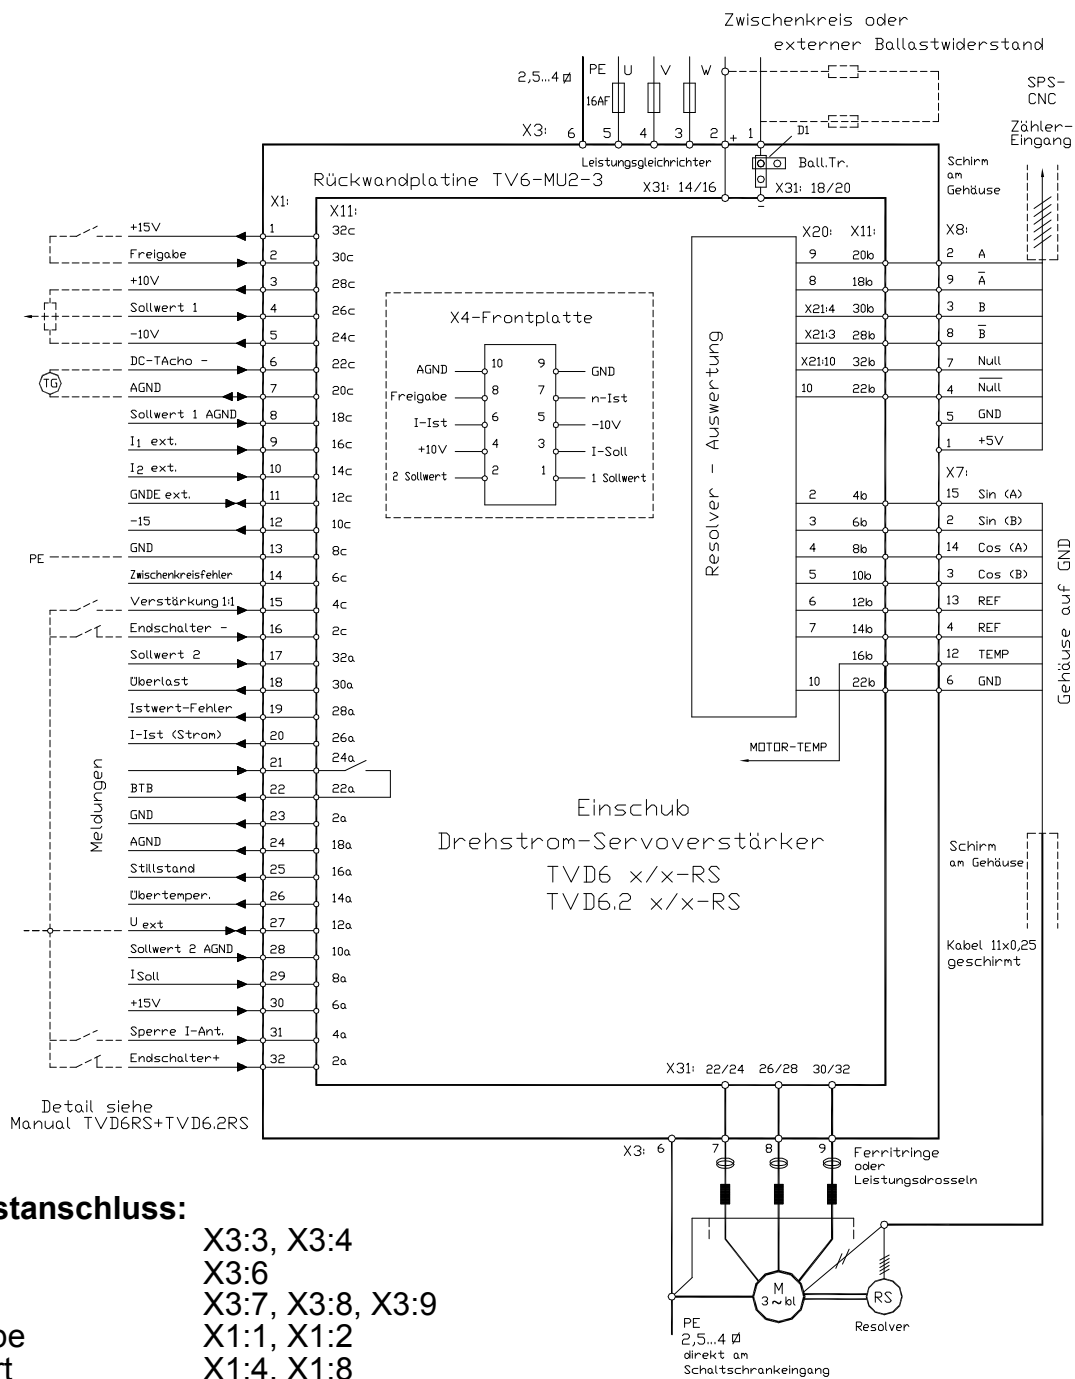 Zwischenkreis oder
externer Ballastwiderstand
2,5...4
PE U V W
16AF
SPS-
CNC
Zähler-
Eingang
X3: 6 5 4 3 2 + 1 D1
Leistungsgleichrichter
Ball.Tr.
Schirm
am
Gehäuse
Rückwandplatine TV6-MU2-3
X31: 14/16 X31: 18/20
-
X1: X11:
+15V 1 32c
Freigabe 2 30c
+10V 3 28c
Sollwert 1 4 26c
-10V 5 24c
DC-TAcho - 6 22c
TG
AGND 7 20c
Sollwert 1 AGND 8 18c
I1 ext. 9 16c
I2 ext. 10 14c
GNDE ext. 11 12c
-15 12 10c
PE GND 13 8c
Zwischenkreisfehler 14 6c
Verstärkung 1:1 15 4c
Endschalter - 16 2c
Sollwert 2 17 32a
Überlast 18 30a
Istwert-Fehler 19 28a
I-Ist (Strom) 20 26a
21 24a
BTB 22 22a
GND 23 2a
AGND 24 18a
Stillstand 25 16a
Übertemper. 26 14a
U ext 27 12a
Sollwert 2 AGND 28 10a
I Soll 29 8a
+15V 30 6a
Sperre I-Ant. 31 4a
Endschalter+ 32 2a
Meldungen
Detail siehe
Manual TVD6RS+TVD6.2RS
X4-Frontplatte
AGND 10 9 GND
Freigabe 8 7 n-Ist
I-Ist 6 5 -10V
+10V 4 3 I-Soll
2 Sollwert 2 1 1 Sollwert
Resolver - Auswertung
X20: X11: X8:
9 20b 2 A
8 18b 9 A̅
X21:4 30b 3 B
X21:3 28b 8 B̅
X21:10 32b 7 Null
10 22b 4 N̅u̅l̅l̅
5 GND
1 +5V
X7:
2 4b 15 Sin (A)
3 6b 2 Sin (B)
4 8b 14 Cos (A)
5 10b 3 Cos (B)
6 12b 13 REF
7 14b 4 REF
16b 12 TEMP
10 22b 6 GND
Gehäuse auf GND
MOTOR-TEMP
Einschub
Drehstrom-Servoverstärker
TVD6 x/x-RS
TVD6.2 x/x-RS
Schirm
am Gehäuse
Kabel 11x0,25
geschirmt
X31: 22/24 26/28 30/32
X3: 6 7 8 9
Ferritringe
oder
Leistungsdrosseln
M
3~bl
RS
Resolver
PE
2,5...4
direkt am
Schaltschrankeingang
stanschluss:
X3:3, X3:4
X3:6
X3:7, X3:8, X3:9
be X1:1, X1:2
rt X1:4, X1:8